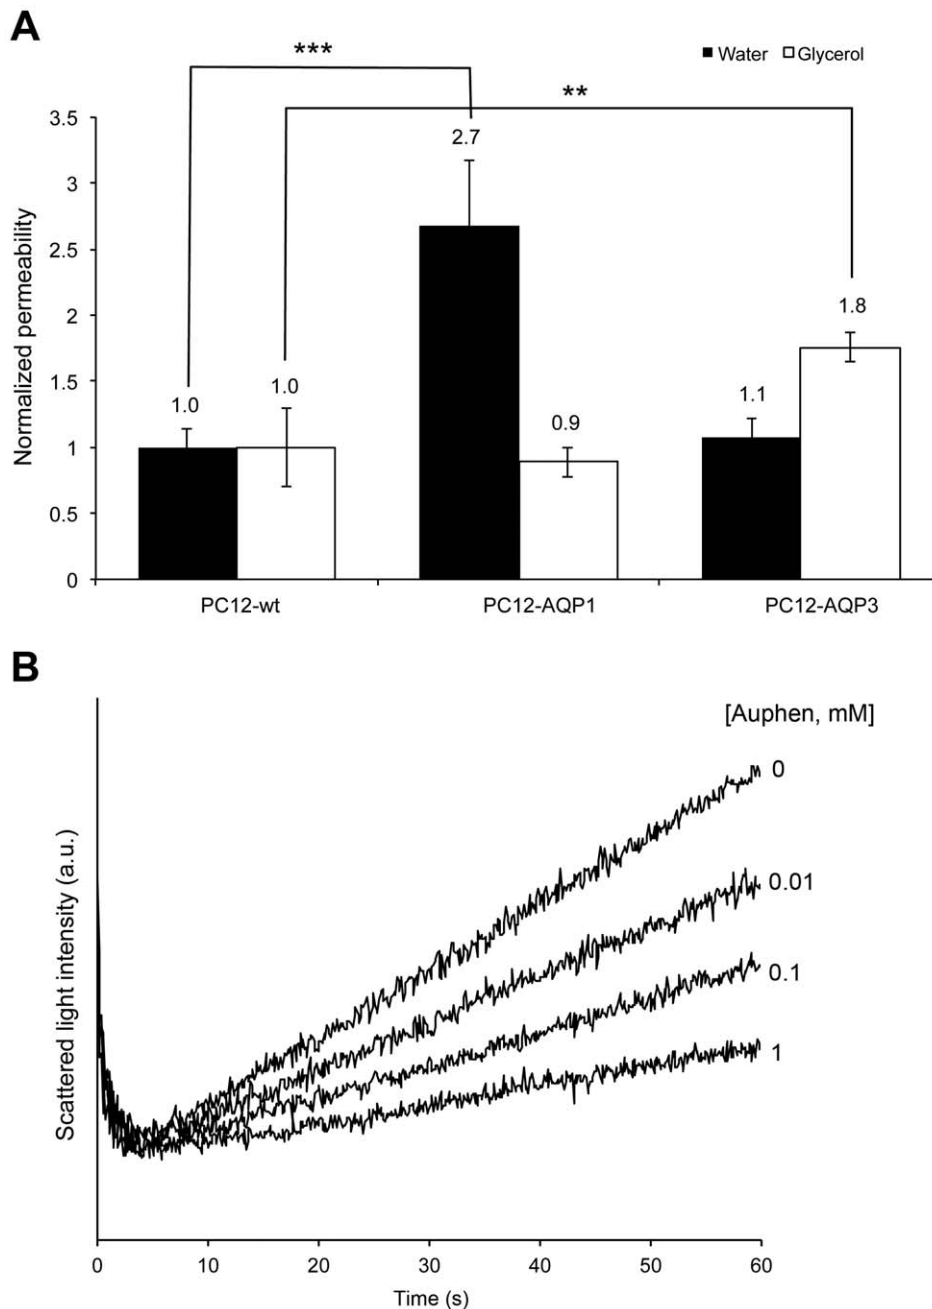 A
***
■ Water □ Glycerol
**
3.5
2.7
3
Normalized permeability
2.5
2
1.8
1.5
1.0
1.0
1.1
0.9
1
0.5
0
PC12-wt
PC12-AQP1
PC12-AQP3
B
[Auphen, mM]
0
0.01
0.1
1
Scattered light intensity (a.u.)
0
10
20
30
40
50
60
Time (s)